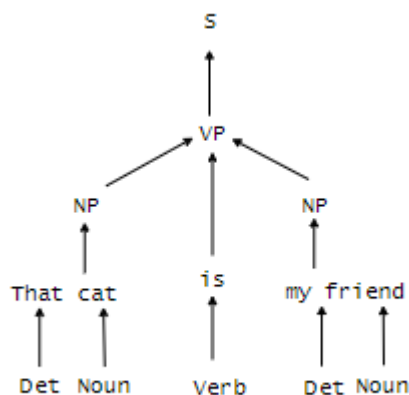 S
VP
NP NP
That cat is my friend
Det Noun Verb Det Noun